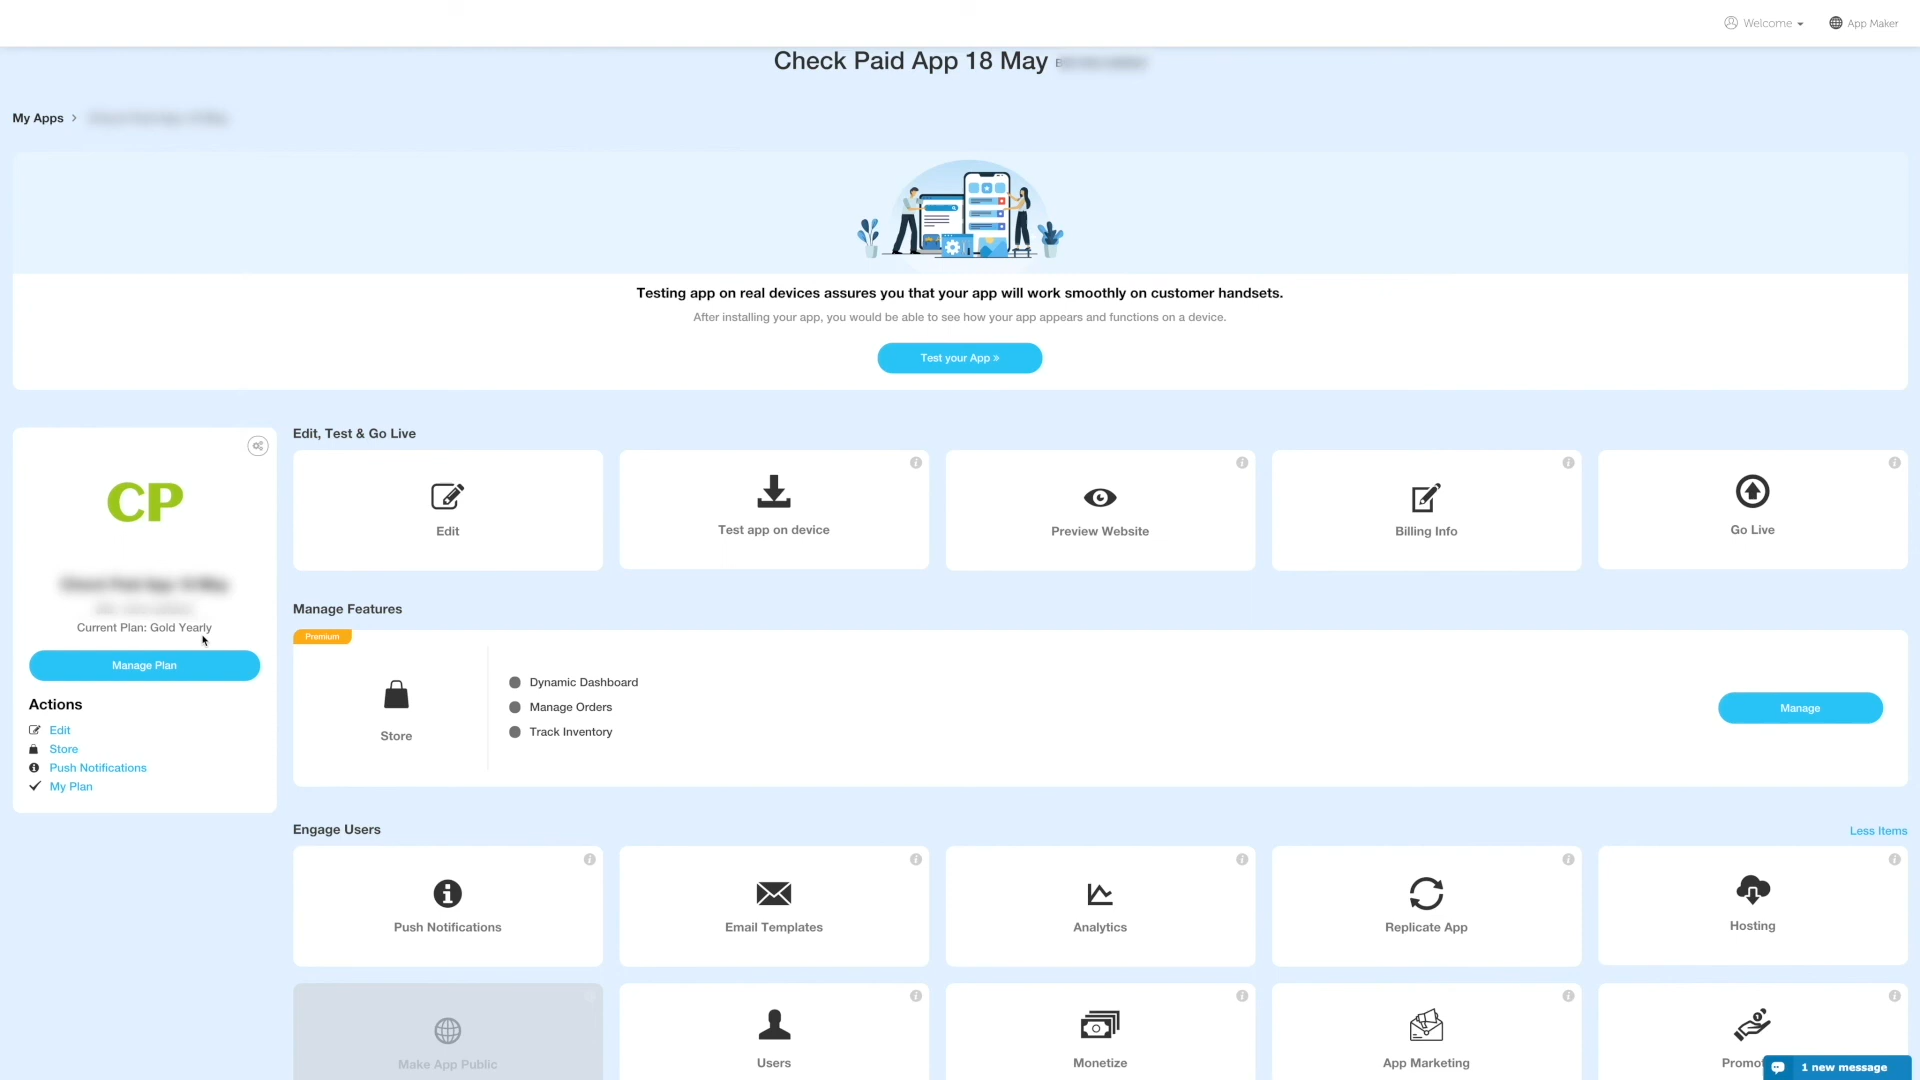 Welcome
App Maker
Check Paid App 18 May
My Apps >
Testing app on real devices assures you that your app will work smoothly on customer handsets.
After installing your app, you would be able to see how your app appears and functions on a device.
Test your App »
CP
Current Plan: Gold Yearly
Manage Plan
Actions
Edit
Store
Push Notifications
My Plan
Edit, Test & Go Live
Edit
Test app on device
Preview Website
Billing Info
Go Live
Manage Features
Premium
Store
Dynamic Dashboard
Manage Orders
Track Inventory
Manage
Engage Users
Less Items
Push Notifications
Email Templates
Analytics
Replicate App
Hosting
Make App Public
Users
Monetize
App Marketing
1 new message